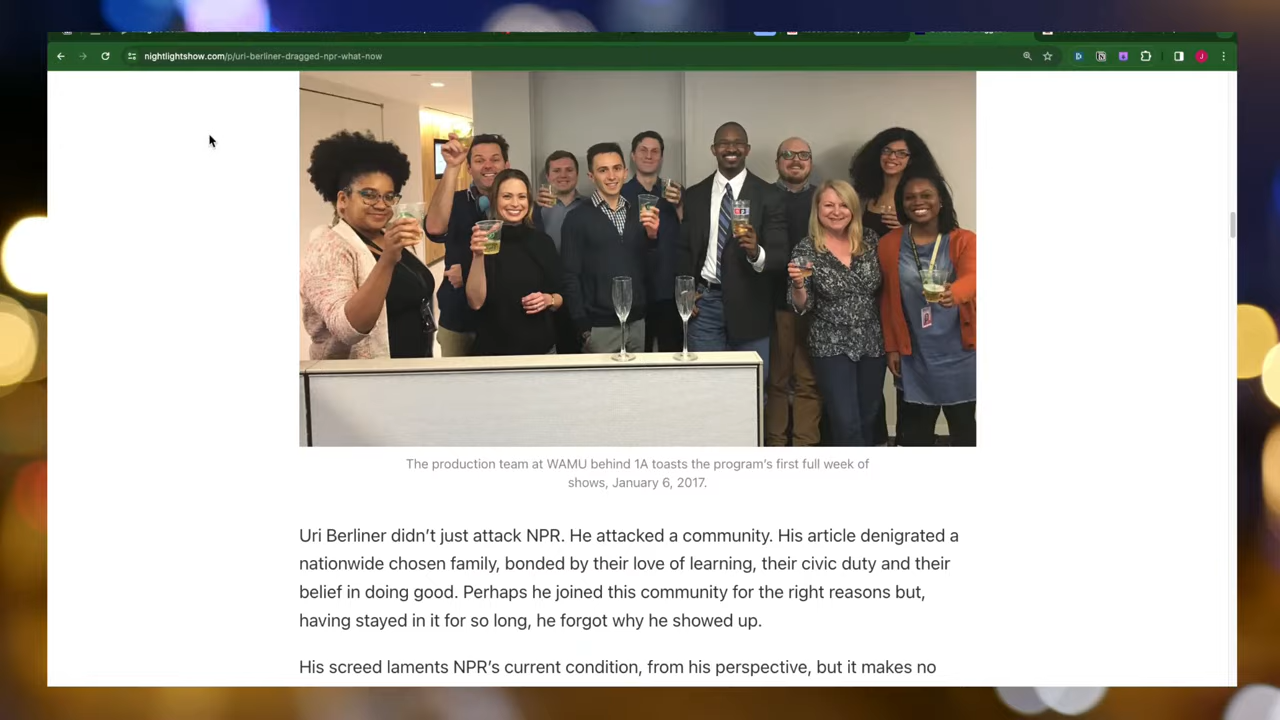 nightlightshow.com/p/uri-berliner-dragged-npr-what-now
The production team at WAMU behind 1A toasts the program's first full week of
shows, January 6, 2017.
Uri Berliner didn’t just attack NPR. He attacked a community. His article denigrated a
nationwide chosen family, bonded by their love of learning, their civic duty and their
belief in doing good. Perhaps he joined this community for the right reasons but,
having stayed in it for so long, he forgot why he showed up.
His screed laments NPR’s current condition, from his perspective, but it makes no